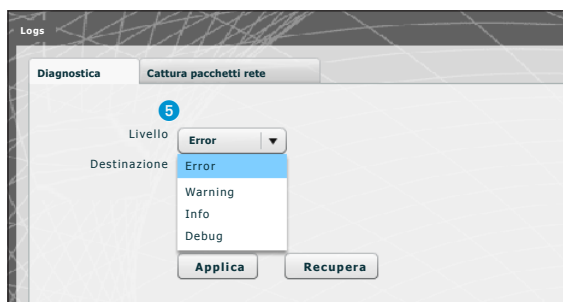 Logs
Diagnostica
Cattura pacchetti rete
5
Livello
Error
Destinazione
Error
Warning
Info
Debug
Applica
Recupera